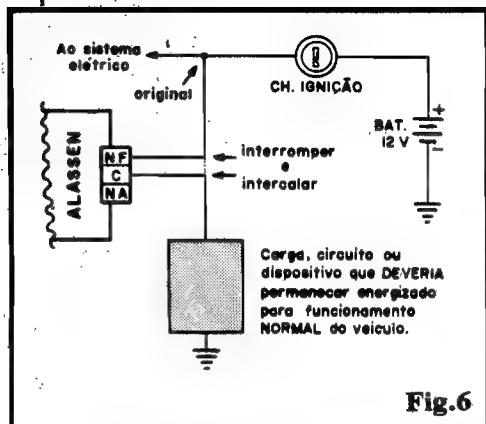 Ao sistema
elétrico
original
CH. IGNIÇÃO
+
BAT.
12 V
-
ALASSEN
NF
C
NA
interromper
e
intercalar
Carga, circuito ou
dispositivo que DEVERIA
permanecer energizado
para funcionamento
NORMAL do veículo.
Fig.6